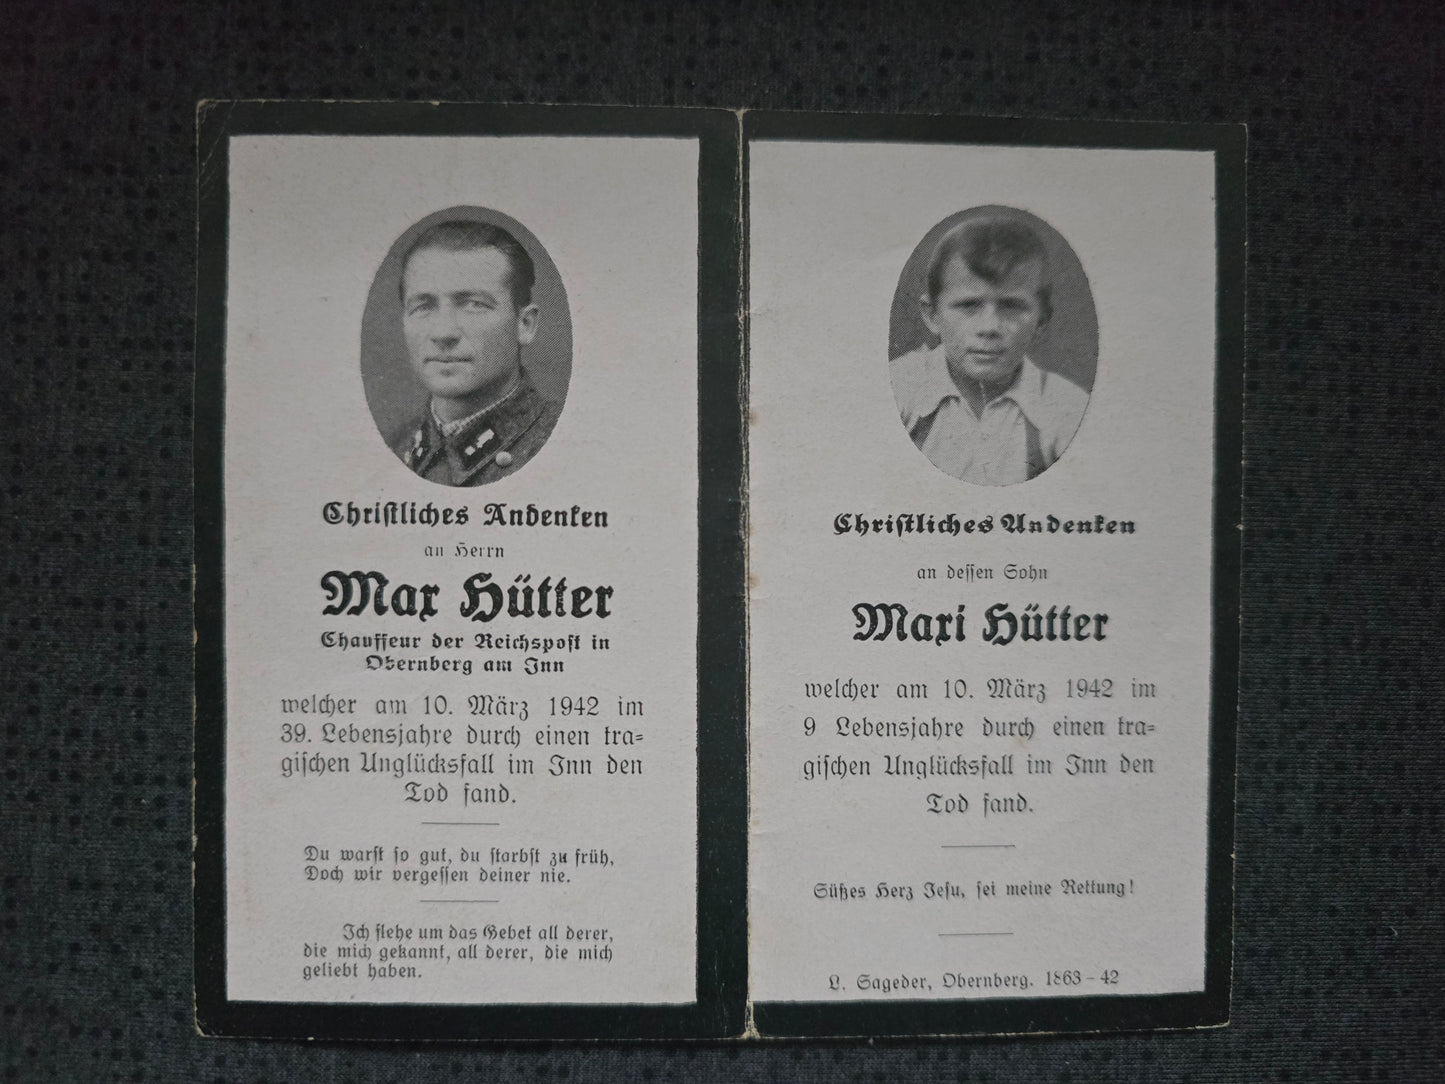 Christliches Andenken
an Herrn
Max Hütter
Chauffeur der Reichspost in
Obernberg am Inn
welcher am 10. März 1942 im
39. Lebensjahre durch einen tra=
gischen Unglücksfall im Inn den
Tod fand.
Du warst so gut, du starbst zu früh,
Doch wir vergessen deiner nie.
Ich flehe um das Gebet all derer,
die mich gekannt, all derer, die mich
geliebt haben.
Christliches Andenken
an dessen Sohn
Maxi Hütter
welcher am 10. März 1942 im
9 Lebensjahre durch einen tra=
gischen Unglücksfall im Inn den
Tod fand.
Süßes Herz Jesu, sei meine Rettung!
L. Sageder, Obernberg. 1863-42